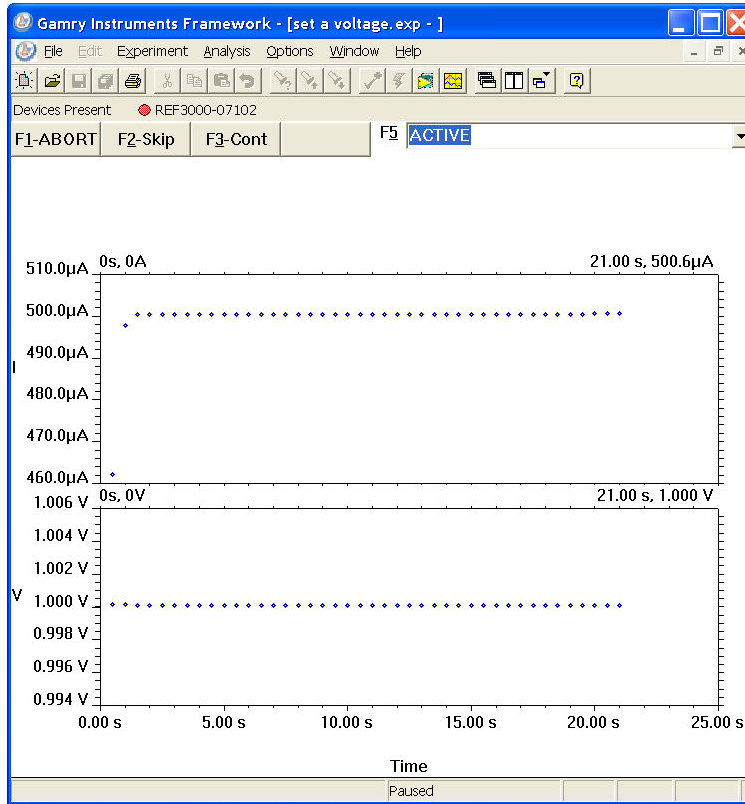 Gamry Instruments Framework - [set a voltage.exp - ]
File Edit Experiment Analysis Options Window Help
Devices Present REF3000-07102
F1-ABORT F2-Skip F3-Cont F5 ACTIVE
0s, 0A 21.00 s, 500.6µA
510.0µA
500.0µA
490.0µA
I
480.0µA
470.0µA
460.0µA
0s, 0V 21.00 s, 1.000 V
1.006 V
1.004 V
1.002 V
V
1.000 V
0.998 V
0.996 V
0.994 V
0.00 s 5.00 s 10.00 s 15.00 s 20.00 s 25.00 s
Time
Paused